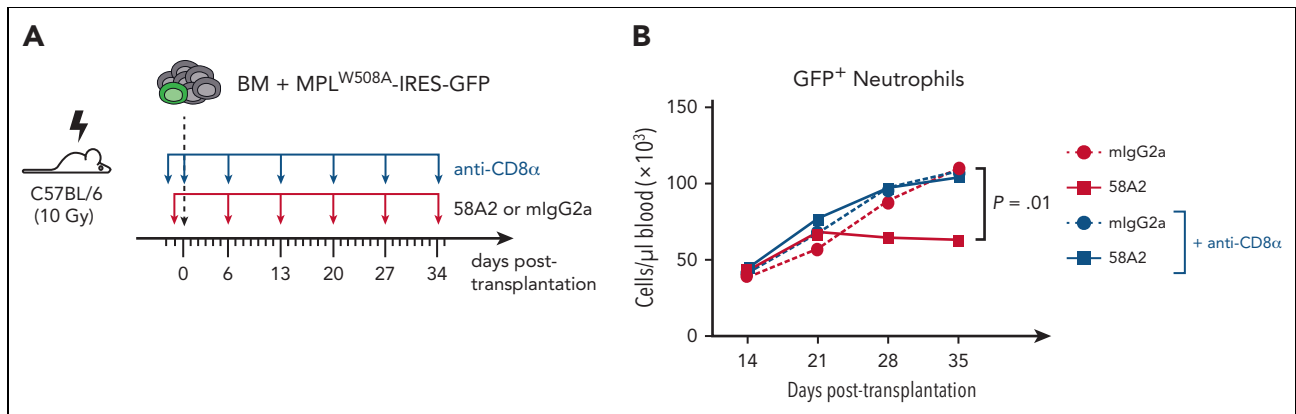 A
BM + MPL^W508A-IRES-GFP
C57BL/6
(10 Gy)
anti-CD8α
58A2 or mIgG2a
0 6 13 20 27 34
days post-
transplantation
B
GFP+ Neutrophils
Cells/µl blood (×10³)
150
100
50
0
14 21 28 35
Days post-transplantation
P = .01
mIgG2a
58A2
mIgG2a
58A2
+ anti-CD8α